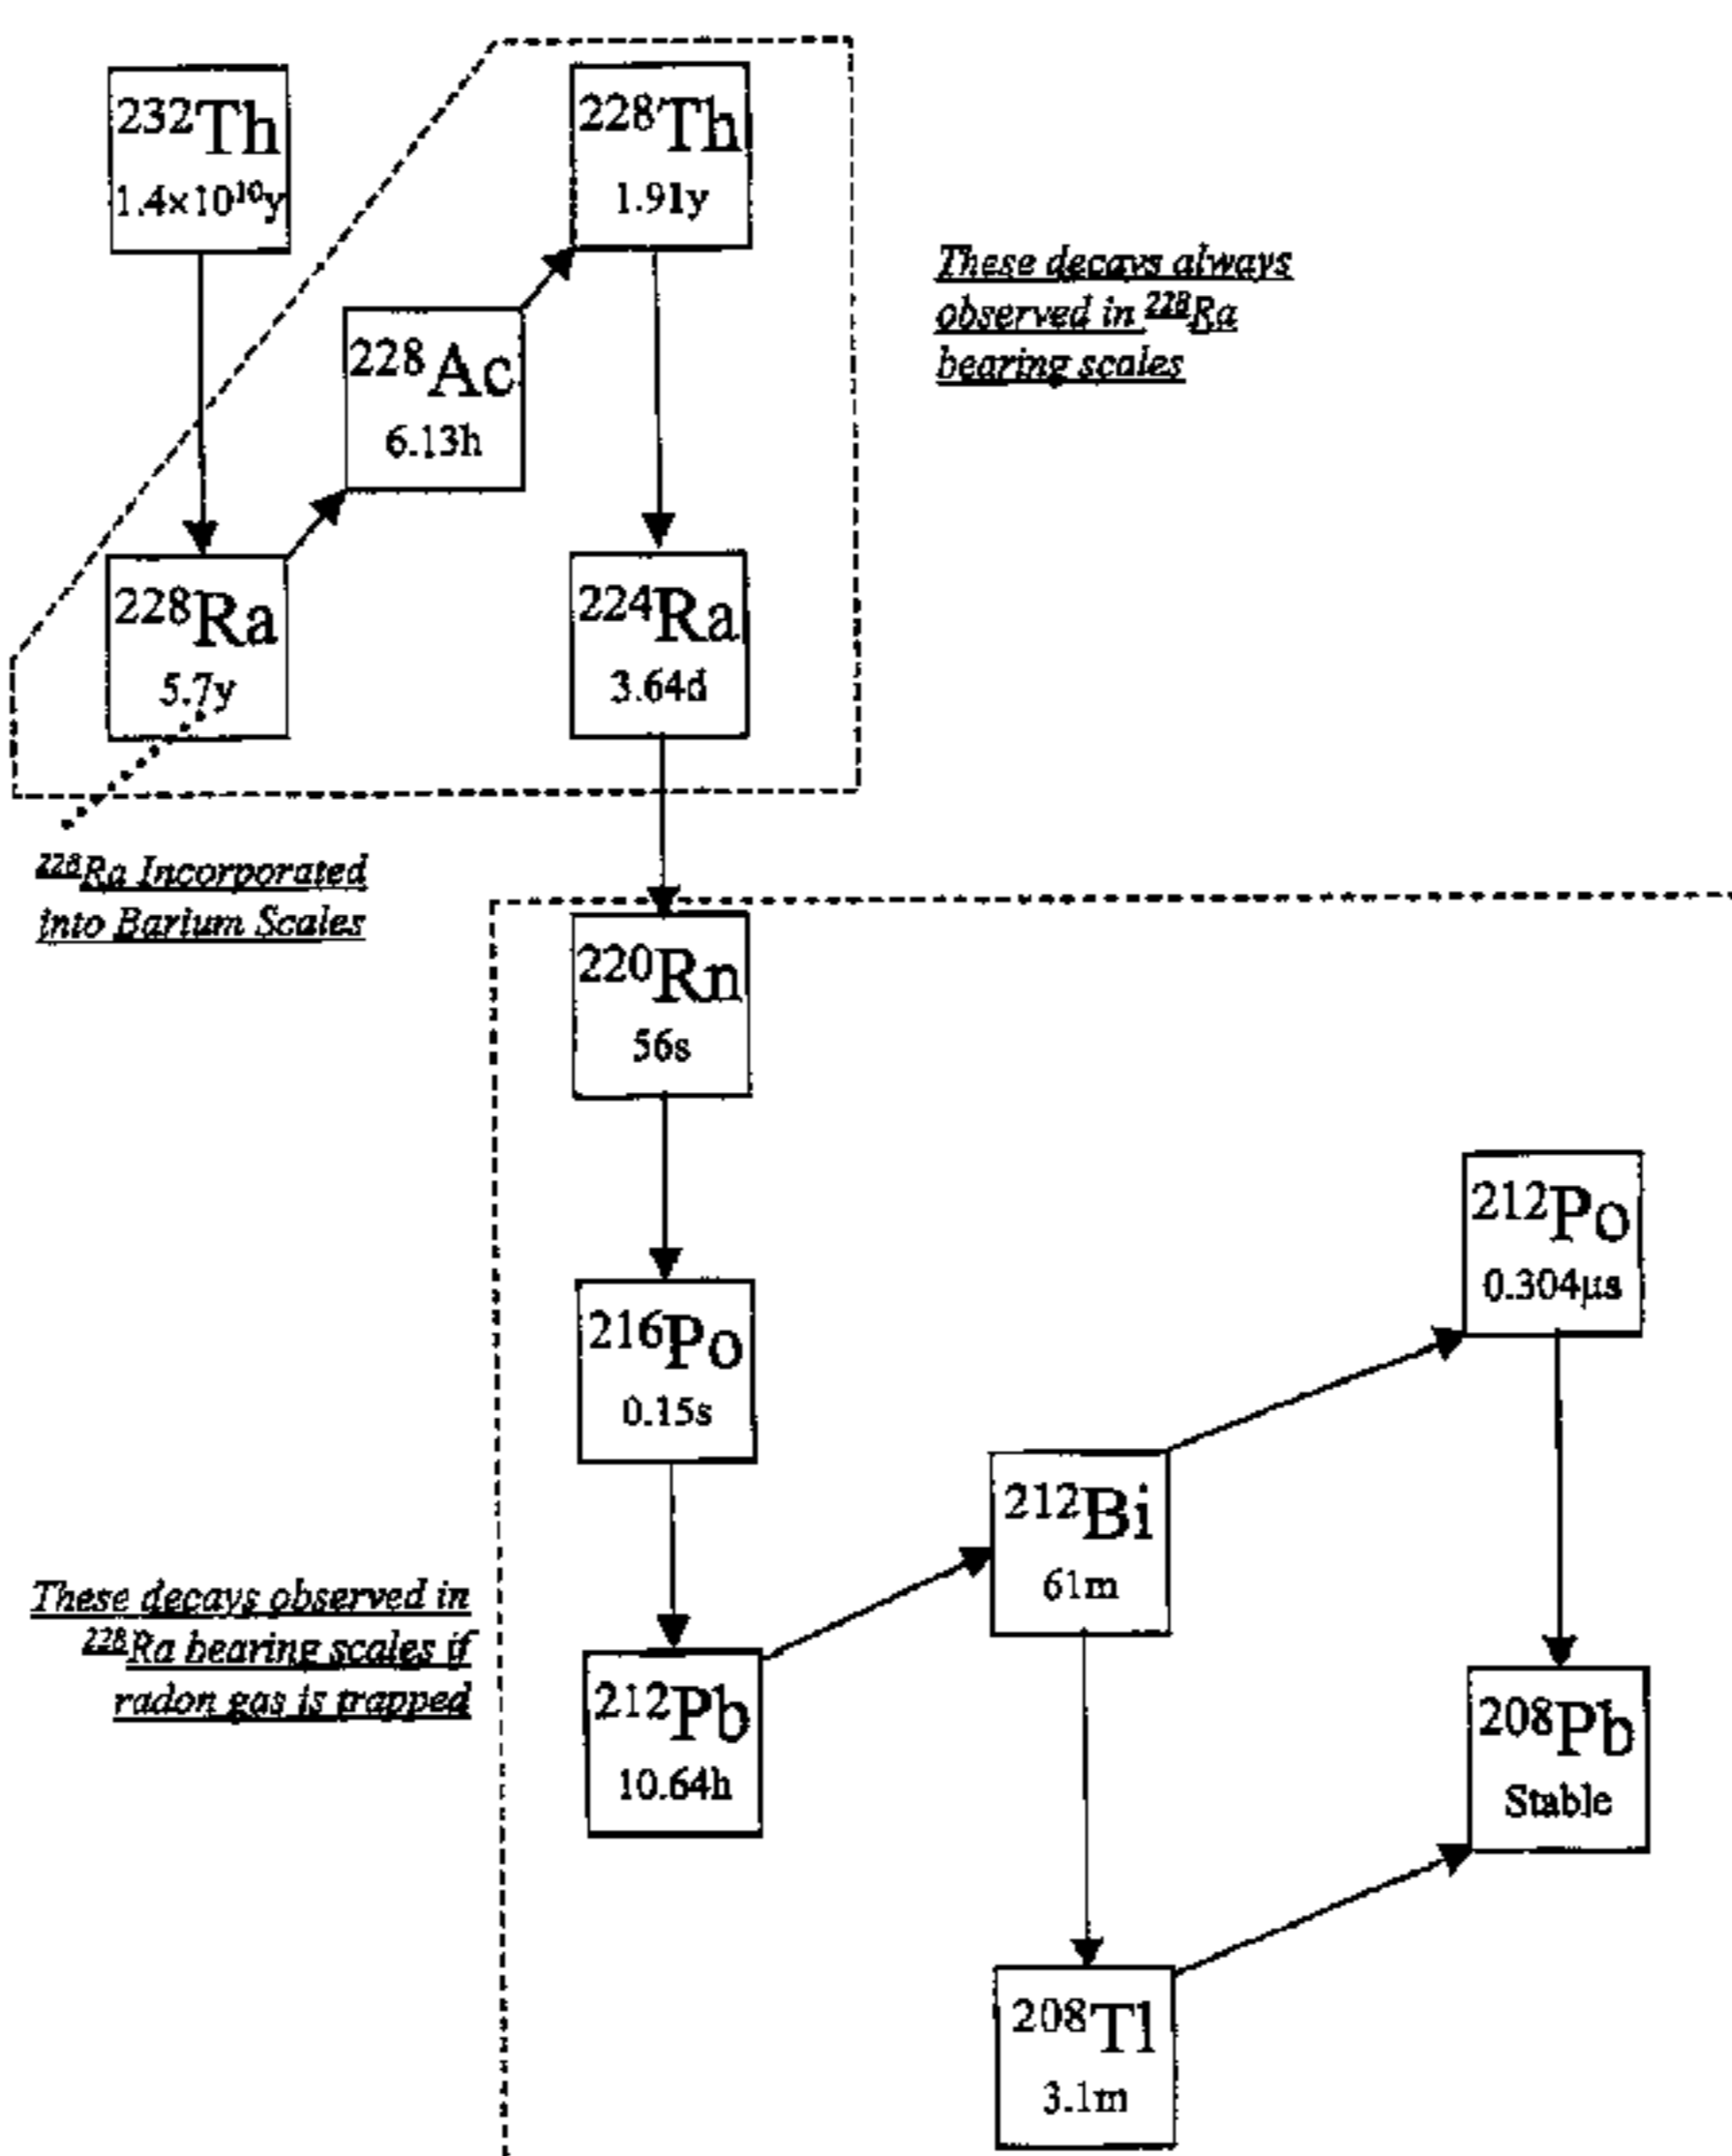 ²³²Th
1.4×10¹⁰y
²²⁸Th
1.91y
These decays always
observed in ²²⁸Ra
bearing scales
²²⁸Ac
6.13h
²²⁸Ra
5.7y
²²⁴Ra
3.64d
²²⁸Ra Incorporated
into Barium Scales
²²⁰Rn
56s
²¹⁶Po
0.15s
²¹²Po
0.304μs
²¹²Bi
61m
These decays observed in
²²⁸Ra bearing scales if
radon gas is trapped
²¹²Pb
10.64h
²⁰⁸Pb
Stable
²⁰⁸Tl
3.1m